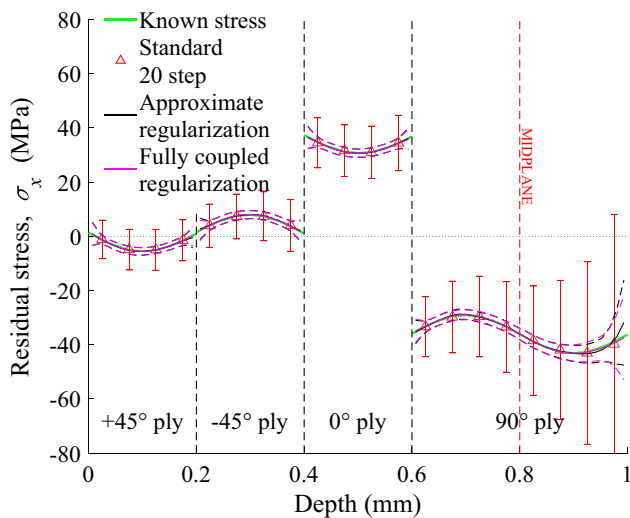 80
60
40
20
0
-20
-40
-60
-80
Residual stress, σx (MPa)
Known stress
Standard
20 step
Approximate
regularization
Fully coupled
regularization
MIDPLANE
+45° ply
-45° ply
0° ply
90° ply
0
0.2
0.4
0.6
0.8
1
Depth (mm)